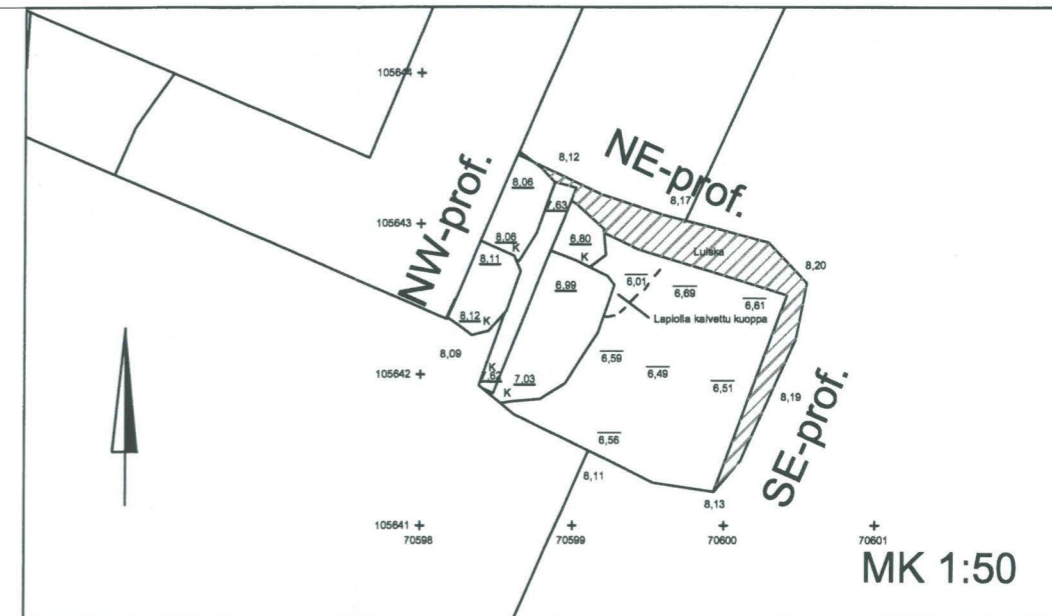 105644
NE-prof.
8,12
8,17
NW-prof.
8,06
7,63
105643
8,06
K
6,80
K
Luiska
8,20
8,11
6,99
6,01
6,69
6,61
8,12
K
Lapiolla kaivettu kuoppa
8,09
6,59
105642
K
7,62
K
7,03
6,49
6,51
8,19
SE-prof.
6,56
8,11
8,13
105641
70598
70599
70600
70601
MK 1:50